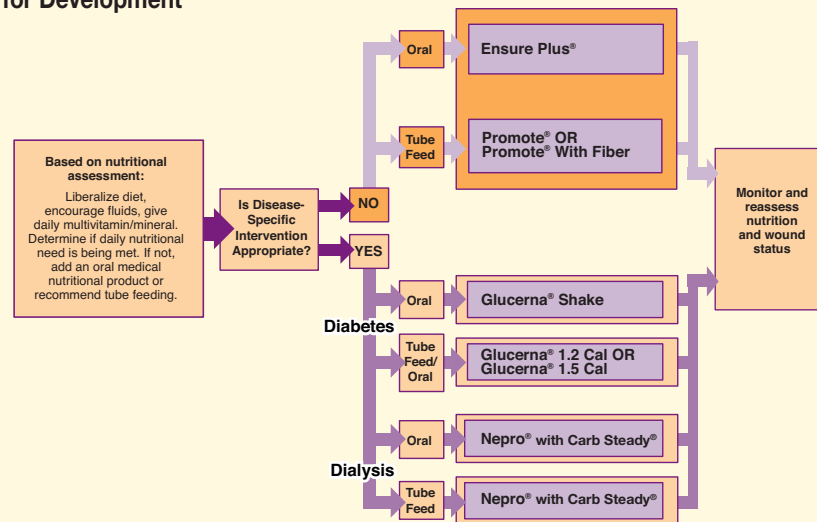 for Development
Based on nutritional
assessment:
Liberalize diet,
encourage fluids, give
daily multivitamin/mineral.
Determine if daily nutritional
need is being met. If not,
add an oral medical
nutritional product or
recommend tube feeding.
Is Disease-
Specific
Intervention
Appropriate?
NO
YES
Oral
Ensure Plus®
Tube
Feed
Promote® OR
Promote® With Fiber
Diabetes
Oral
Glucerna® Shake
Tube
Feed/
Oral
Glucerna® 1.2 Cal OR
Glucerna® 1.5 Cal
Dialysis
Oral
Nepro® with Carb Steady®
Tube
Feed
Nepro® with Carb Steady®
Monitor and
reassess
nutrition
and wound
status